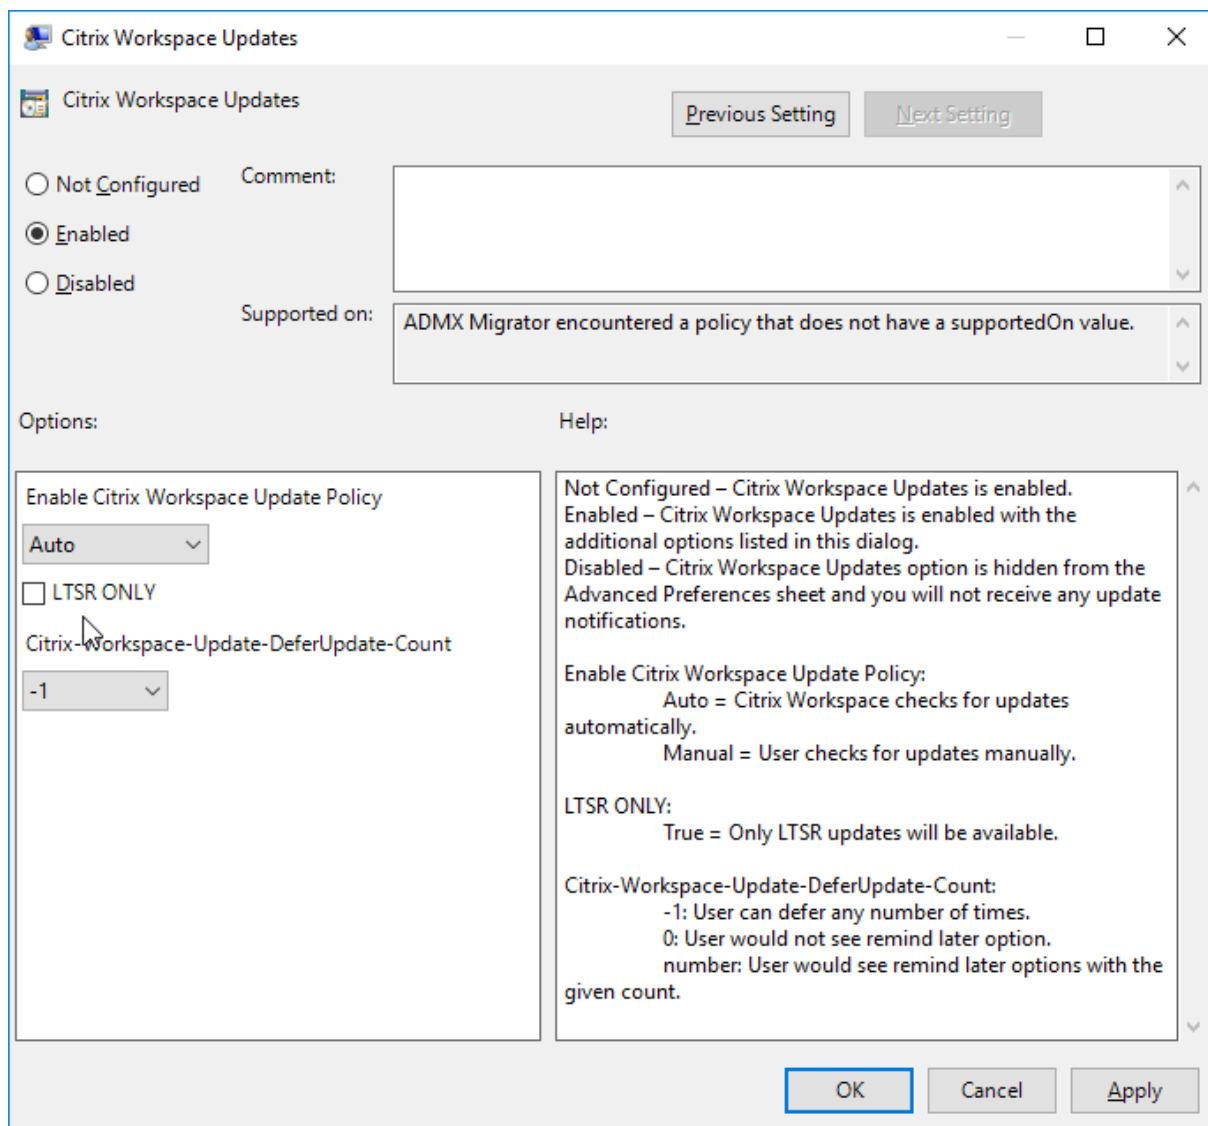 Citrix Workspace Updates
Citrix Workspace Updates
Previous Setting
Next Setting
Not Configured
Enabled
Disabled
Comment:
Supported on:
ADMX Migrator encountered a policy that does not have a supportedOn value.
Options:
Help:
Enable Citrix Workspace Update Policy
Auto
LTSR ONLY
Citrix-Workspace-Update-DeferUpdate-Count
-1
Not Configured – Citrix Workspace Updates is enabled.
Enabled – Citrix Workspace Updates is enabled with the
additional options listed in this dialog.
Disabled – Citrix Workspace Updates option is hidden from the
Advanced Preferences sheet and you will not receive any update
notifications.
Enable Citrix Workspace Update Policy:
Auto = Citrix Workspace checks for updates
automatically.
Manual = User checks for updates manually.
LTSR ONLY:
True = Only LTSR updates will be available.
Citrix-Workspace-Update-DeferUpdate-Count:
-1: User can defer any number of times.
0: User would not see remind later option.
number: User would see remind later options with the
given count.
OK
Cancel
Apply